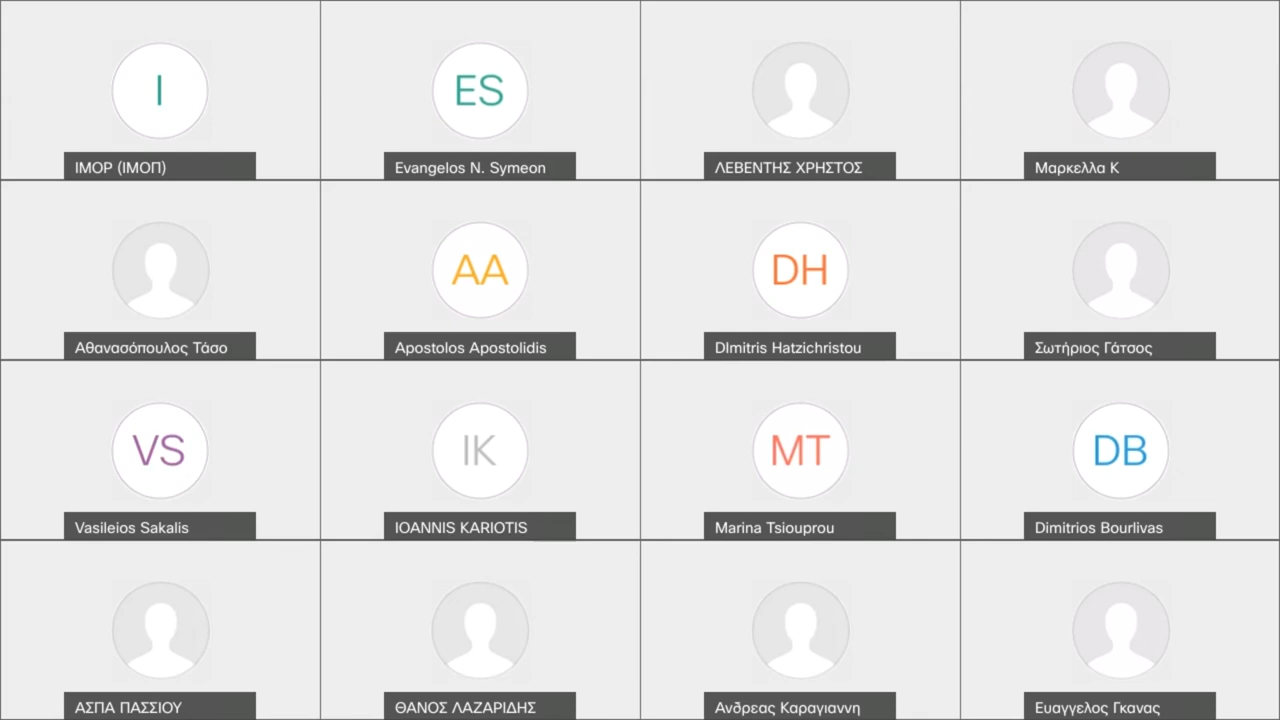 I
ES
IMOP (ΙΜΟΠ)
Evangelos N. Symeon
ΛΕΒΕΝΤΗΣ ΧΡΗΣΤΟΣ
Μαρκελλα Κ
AA
DH
Αθανασόπουλος Τάσο
Apostolos Apostolidis
DImitris Hatzichristou
Σωτήριος Γάτσος
VS
IK
MT
DB
Vasileios Sakalis
IOANNIS KARIOTIS
Marina Tsiouprou
Dimitrios Bourlivas
ΑΣΠΑ ΠΑΣΣΙΟΥ
ΘΑΝΟΣ ΛΑΖΑΡΙΔΗΣ
Ανδρεας Καραγιαννη
Ευαγγελος Γκανας